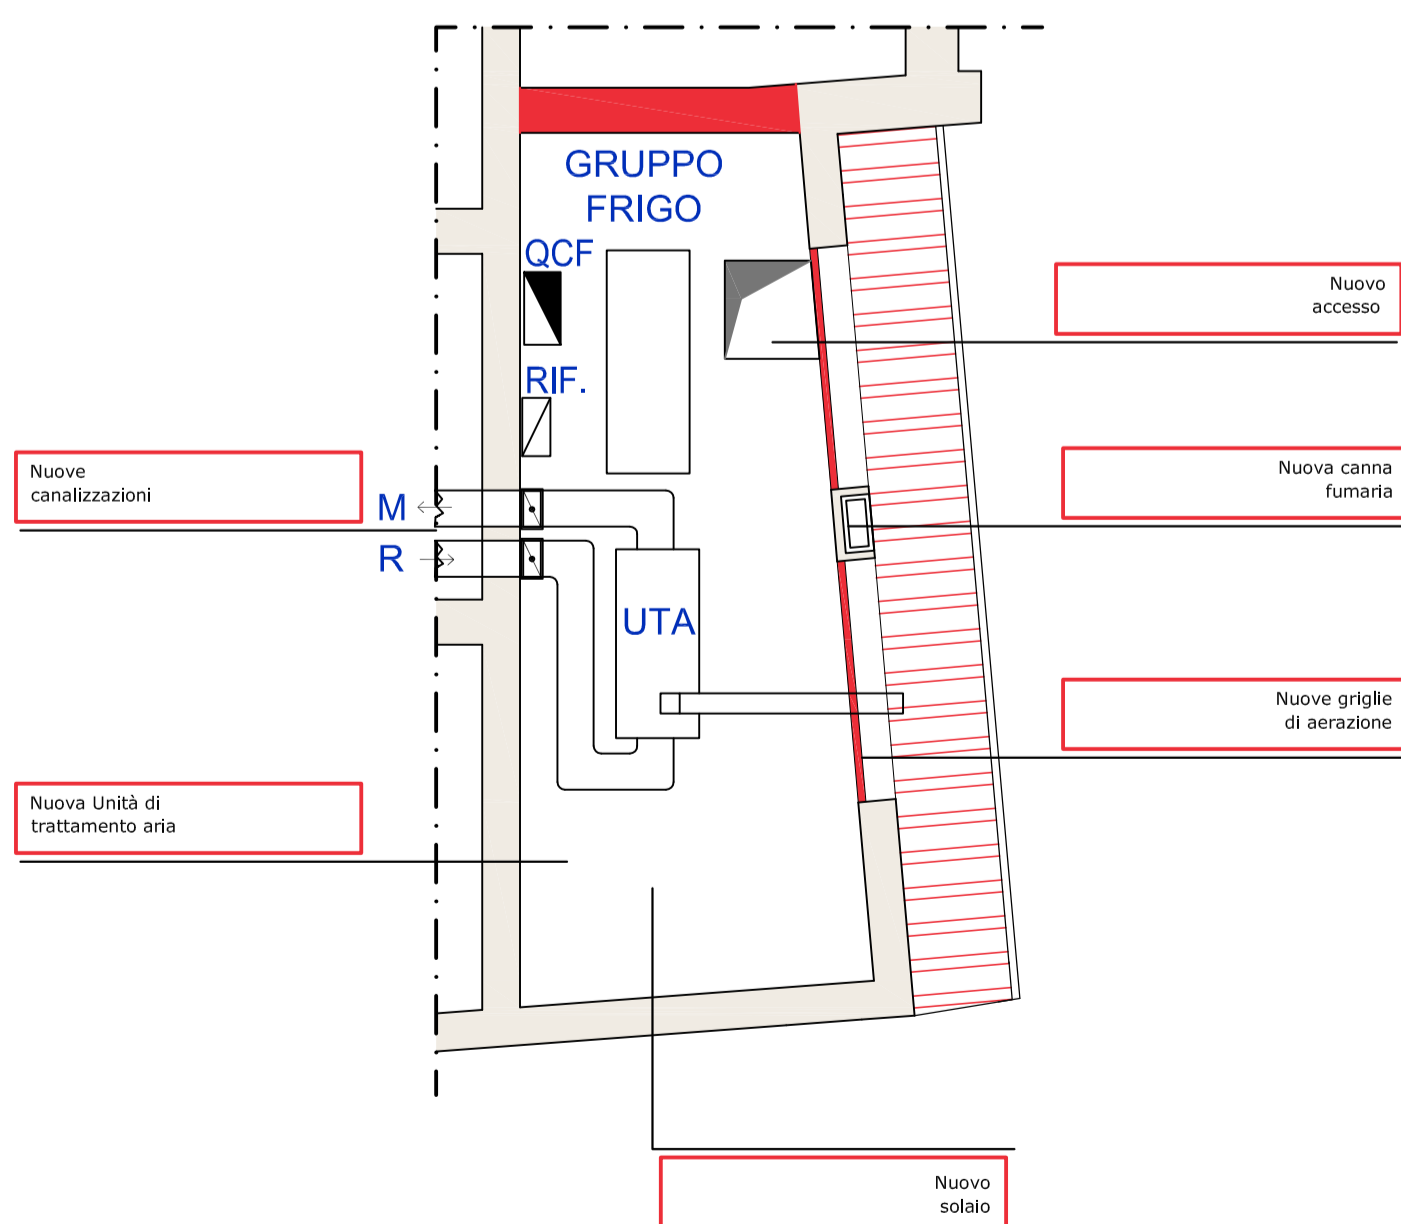 GRUPPO
FRIGO
QCF
Nuovo
accesso
RIF.
Nuove
canalizzazioni
Nuova canna
fumaria
M
R
UTA
Nuove griglie
di aerazione
Nuova Unità di
trattamento aria
Nuovo
solaio